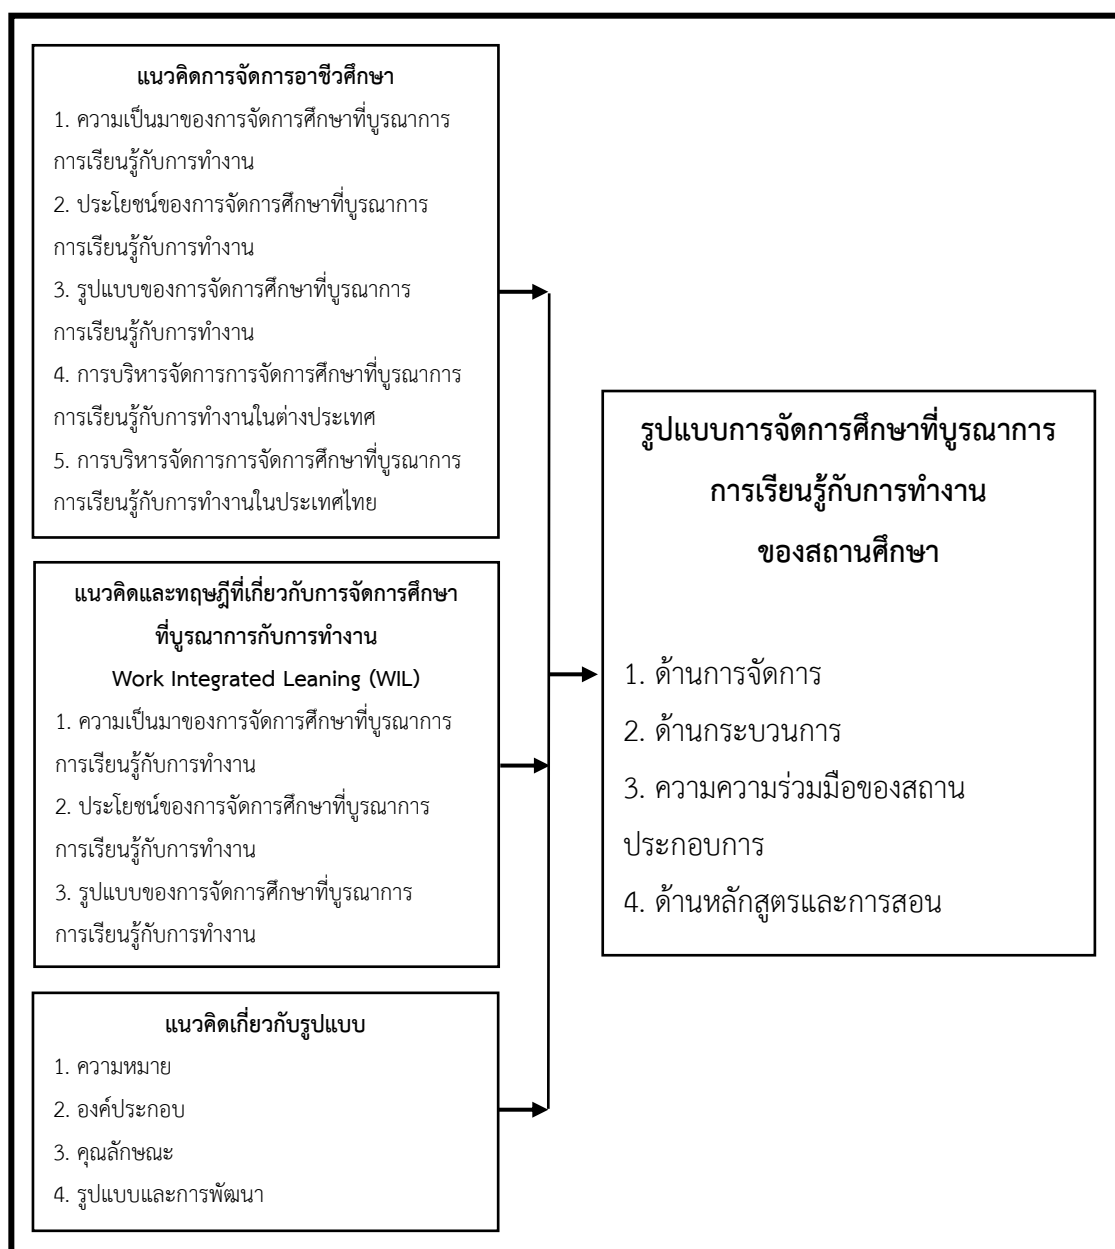 แนวคิดการจัดการอาชีวศึกษา
1. ความเป็นมาของการจัดการศึกษาที่บูรณาการ
การเรียนรู้กับการทำงาน
2. ประโยชน์ของการจัดการศึกษาที่บูรณาการ
การเรียนรู้กับการทำงาน
3. รูปแบบของการจัดการศึกษาที่บูรณาการ
การเรียนรู้กับการทำงาน
4. การบริหารจัดการการจัดการศึกษาที่บูรณาการ
การเรียนรู้กับการทำงานในต่างประเทศ
5. การบริหารจัดการการจัดการศึกษาที่บูรณาการ
การเรียนรู้กับการทำงานในประเทศไทย
แนวคิดและทฤษฎีที่เกี่ยวกับการจัดการศึกษา
ที่บูรณาการกับการทำงาน
Work Integrated Leaning (WIL)
1. ความเป็นมาของการจัดการศึกษาที่บูรณาการ
การเรียนรู้กับการทำงาน
2. ประโยชน์ของการจัดการศึกษาที่บูรณาการ
การเรียนรู้กับการทำงาน
3. รูปแบบของการจัดการศึกษาที่บูรณาการ
การเรียนรู้กับการทำงาน
แนวคิดเกี่ยวกับรูปแบบ
1. ความหมาย
2. องค์ประกอบ
3. คุณลักษณะ
4. รูปแบบและการพัฒนา
รูปแบบการจัดการศึกษาที่บูรณาการ
การเรียนรู้กับการทำงาน
ของสถานศึกษา
1. ด้านการจัดการ
2. ด้านกระบวนการ
3. ความความร่วมมือของสถาน
ประกอบการ
4. ด้านหลักสูตรและการสอน